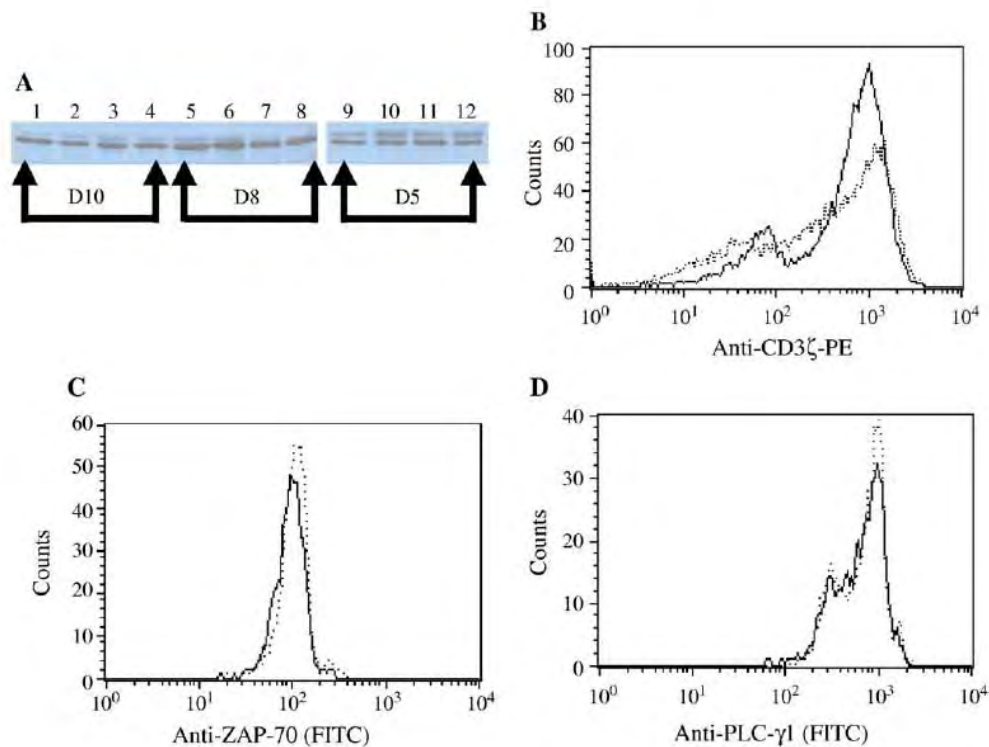 A
1 2 3 4 5 6 7 8 9 10 11 12
D10 D8 D5
B
100
80
60
40
20
0
Counts
10⁰ 10¹ 10² 10³ 10⁴
Anti-CD3ζ-PE
C
60
50
40
30
20
10
0
Counts
10⁰ 10¹ 10² 10³ 10⁴
Anti-ZAP-70 (FITC)
D
40
30
20
10
0
Counts
10⁰ 10¹ 10² 10³ 10⁴
Anti-PLC-γ1 (FITC)